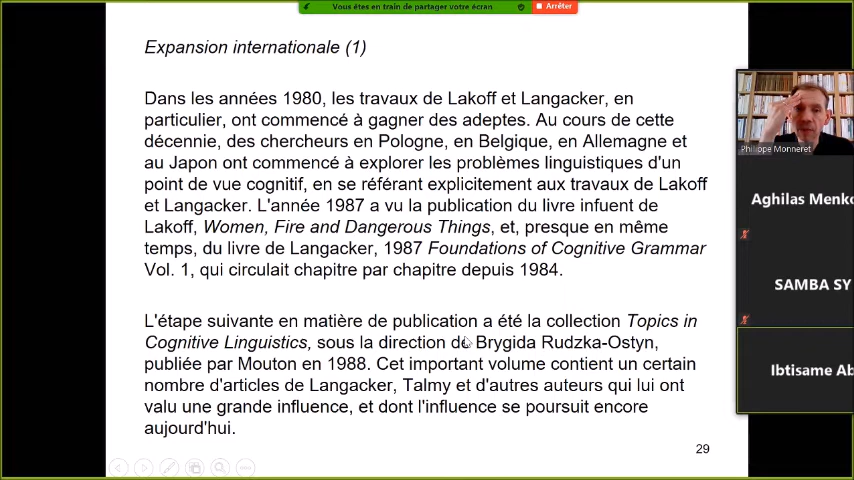 Vous êtes en train de partager votre écran
Arrêter
Expansion internationale (1)
Dans les années 1980, les travaux de Lakoff et Langacker, en
particulier, ont commencé à gagner des adeptes. Au cours de cette
décennie, des chercheurs en Pologne, en Belgique, en Allemagne et
au Japon ont commencé à explorer les problèmes linguistiques d'un
point de vue cognitif, en se référant explicitement aux travaux de Lakoff
et Langacker. L'année 1987 a vu la publication du livre infuent de
Lakoff, Women, Fire and Dangerous Things, et, presque en même
temps, du livre de Langacker, 1987 Foundations of Cognitive Grammar
Vol. 1, qui circulait chapitre par chapitre depuis 1984.
L'étape suivante en matière de publication a été la collection Topics in
Cognitive Linguistics, sous la direction de Brygida Rudzka-Ostyn,
publiée par Mouton en 1988. Cet important volume contient un certain
nombre d'articles de Langacker, Talmy et d'autres auteurs qui lui ont
valu une grande influence, et dont l'influence se poursuit encore
aujourd'hui.
29
Philippe Monneret
Aghilas Menko
SAMBA SY
Ibtisame Ab